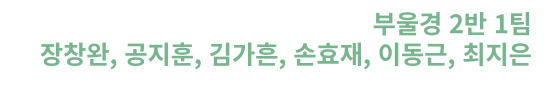 부울경 2반 1팀
장창완, 공지훈, 김가흔, 손효재, 이동근, 최지은